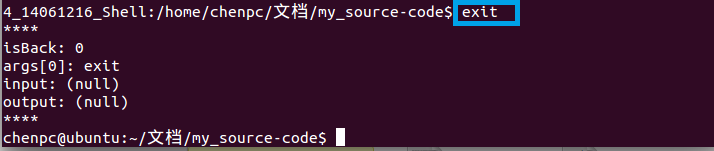 4_14061216_Shell:/home/chenpc/文档/my_source-code$ exit
****
isBack: 0
args[0]: exit
input: (null)
output: (null)
****
chenpc@ubuntu:~/文档/my_source-code$